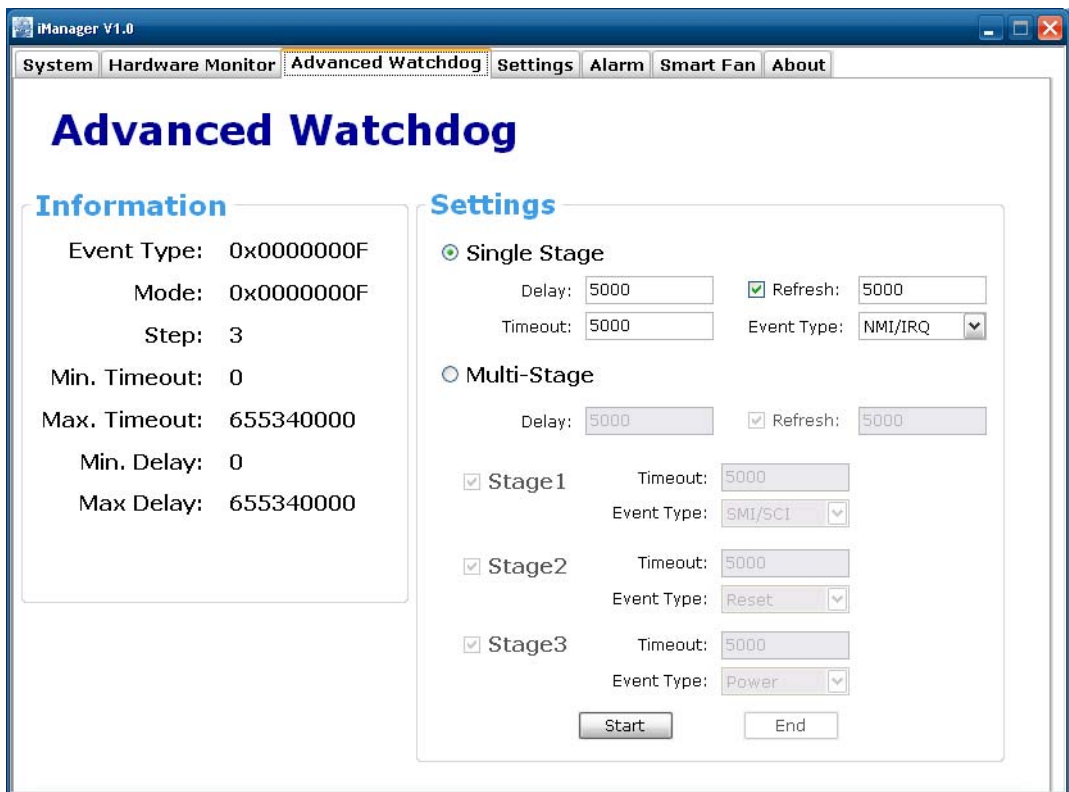 iManager V1.0
System Hardware Monitor Advanced Watchdog Settings Alarm Smart Fan About
Advanced Watchdog
Information
Event Type: 0x0000000F
Mode: 0x0000000F
Step: 3
Min. Timeout: 0
Max. Timeout: 655340000
Min. Delay: 0
Max Delay: 655340000
Settings
Single Stage
Delay: 5000 Refresh: 5000
Timeout: 5000 Event Type: NMI/IRQ
Multi-Stage
Delay: 5000 Refresh: 5000
Stage1 Timeout: 5000
Event Type: SMI/SCI
Stage2 Timeout: 5000
Event Type: Reset
Stage3 Timeout: 5000
Event Type: Power
Start End